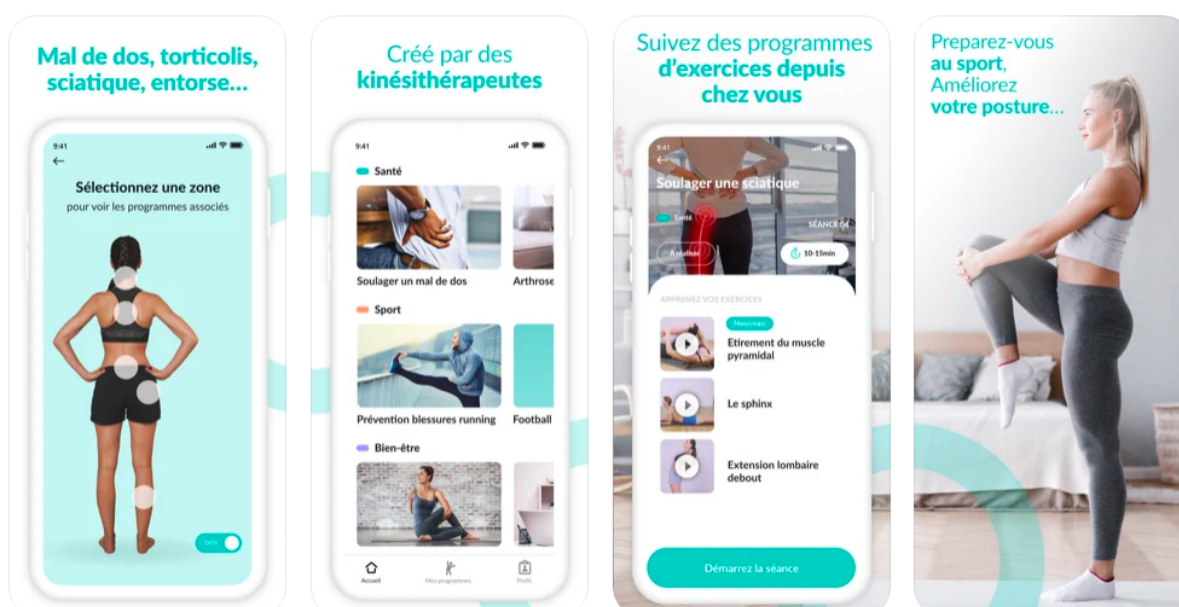 Mal de dos, torticolis,
sciatique, entorse...
9:41
Sélectionnez une zone
pour voir les programmes associés
DOS
Créé par des
kinésithérapeutes
9:41
Santé
Soulager un mal de dos
Arthrose
Sport
Prévention blessures running
Football
Bien-être
Accueil
Mes programmes
Profil
Suivez des programmes
d'exercices depuis
chez vous
9:41
Soulager une sciatique
Santé
SÉANCE 04
A réaliser
10-15min
APPRENEZ VOS EXERCICES
Nouveau
Etirement du muscle
pyramidal
Le sphinx
Extension lombaire
debout
Démarrez la séance
Preparez-vous
au sport,
Améliorez
votre posture...